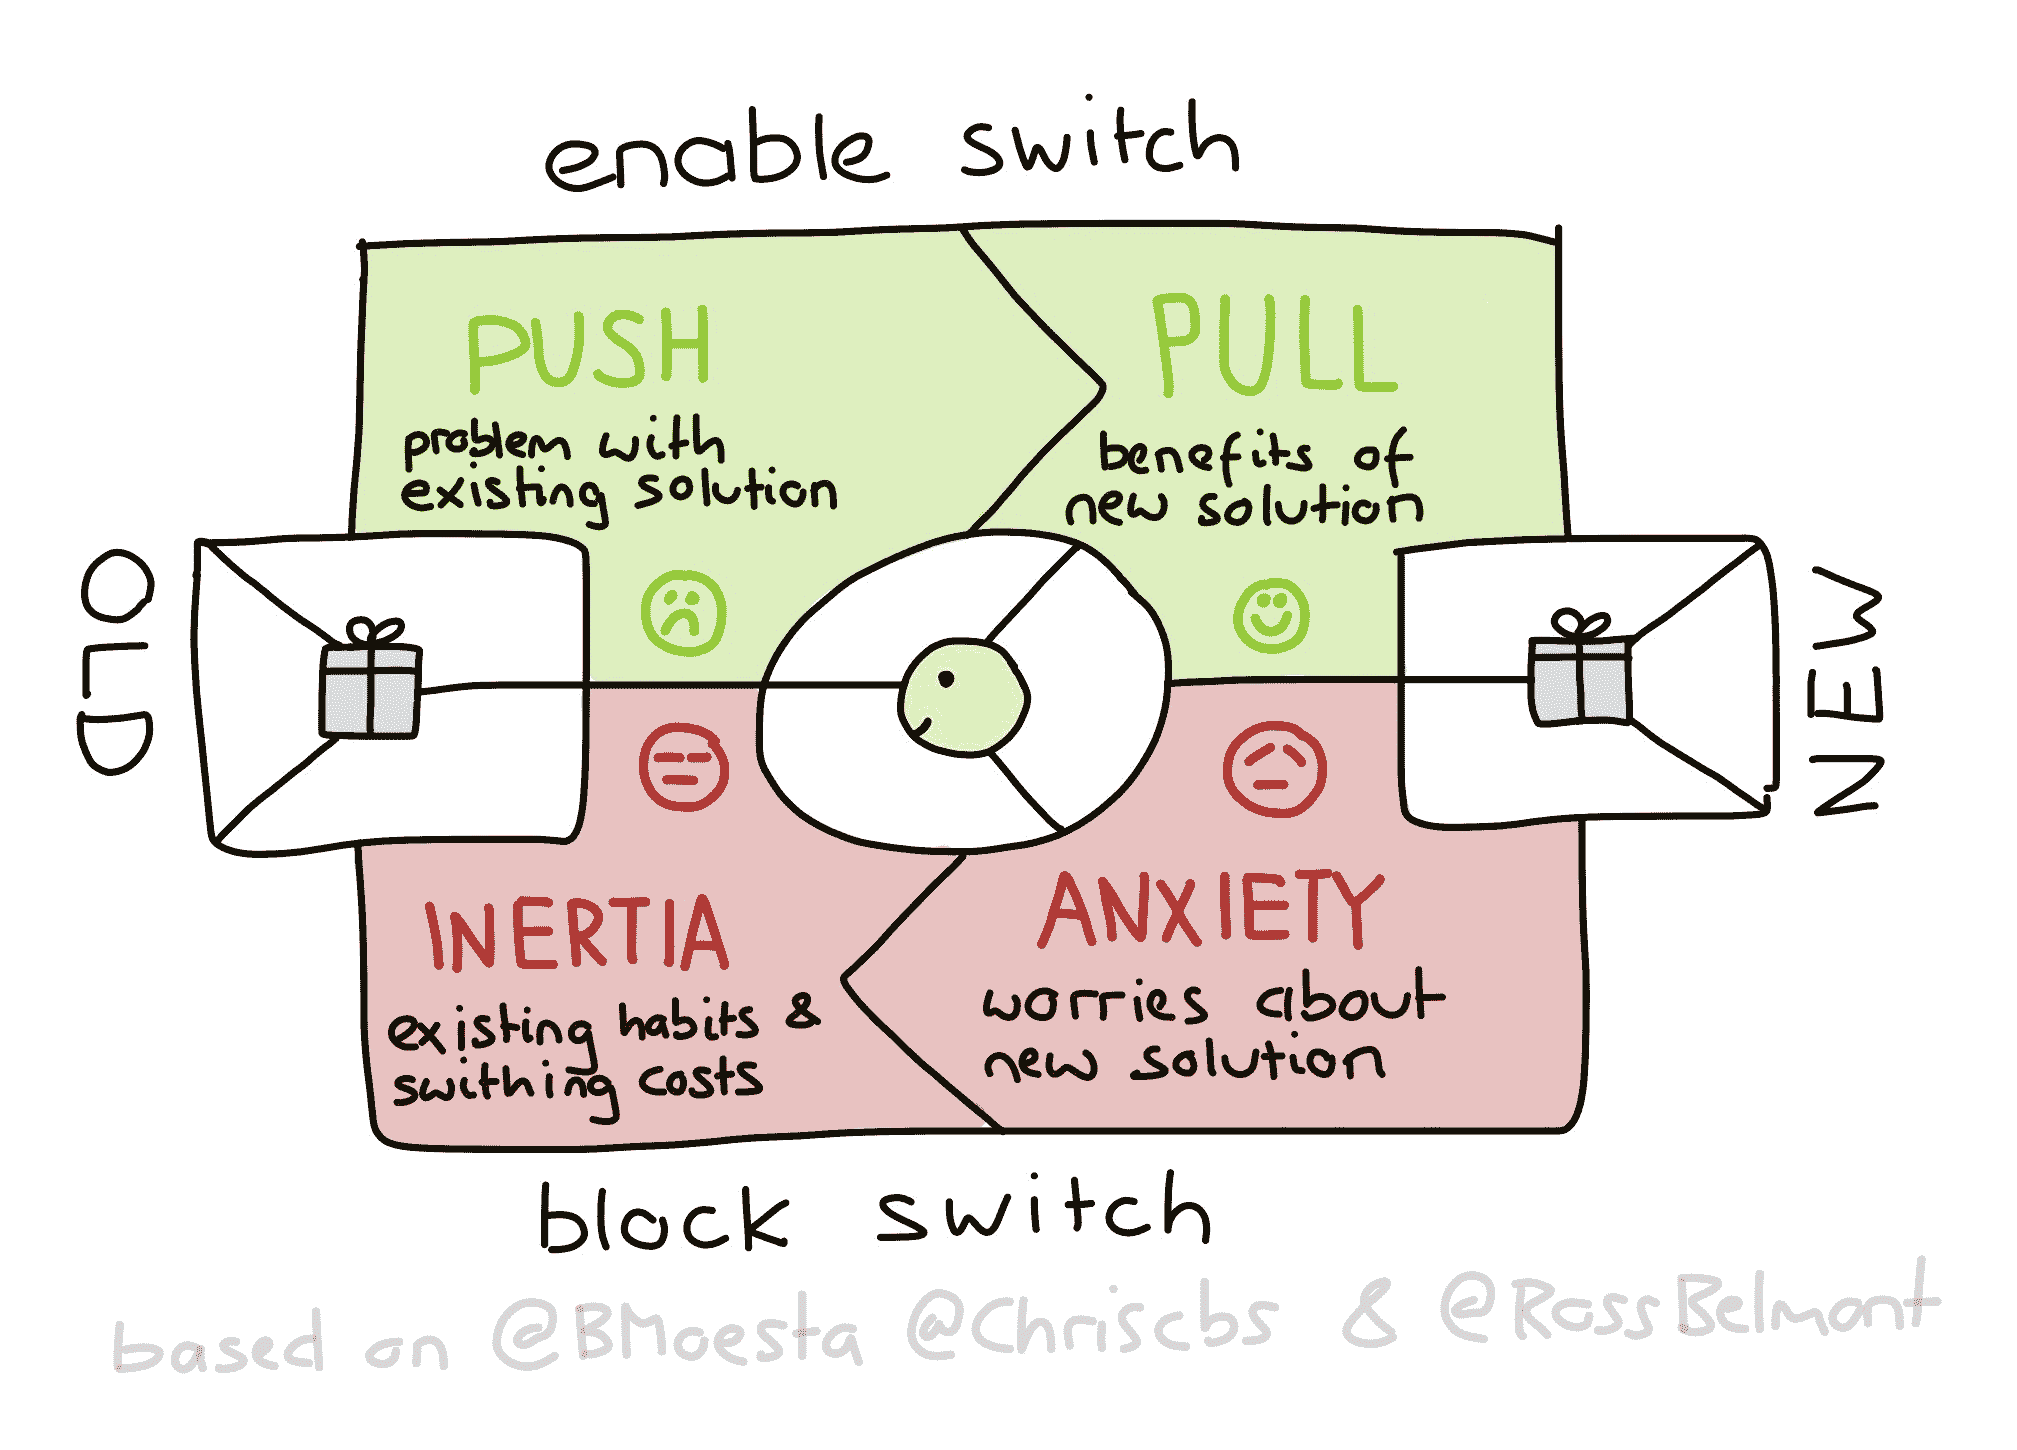 enable switch
PUSH
problem with
existing solution
PULL
benefits of
new solution
OLD
NEW
INERTIA
existing habits &
swithing costs
ANXIETY
worries about
new solution
block switch
based on @BMoesta @Chriscbs & @RossBelmont